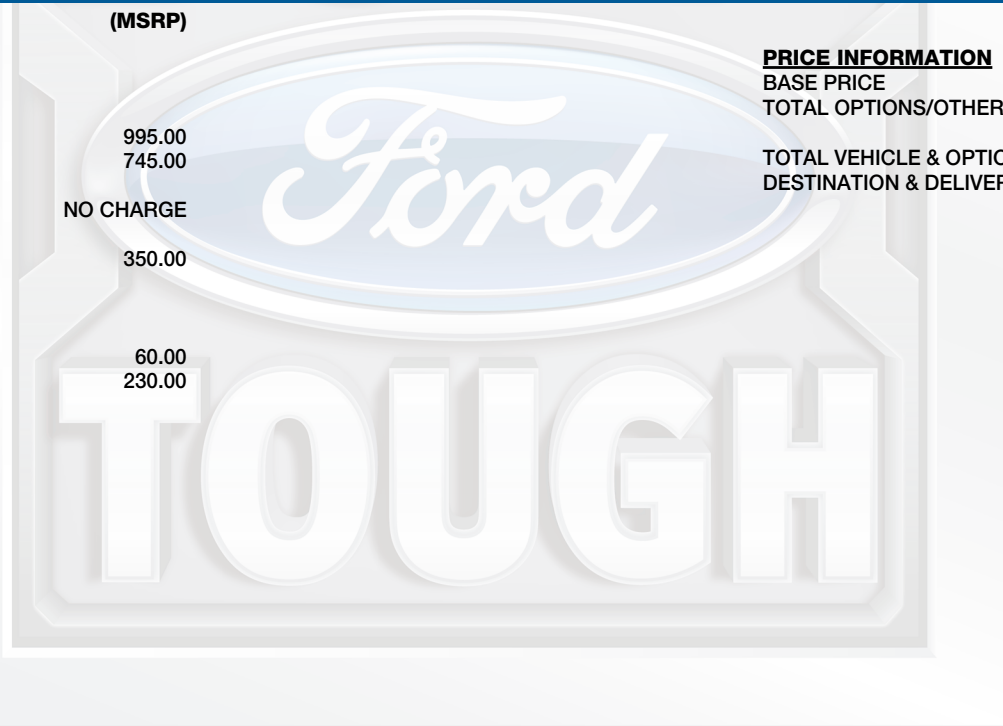 (MSRP)
995.00
745.00
NO CHARGE
350.00
60.00
230.00
PRICE INFORMATION
BASE PRICE
TOTAL OPTIONS/OTHER
TOTAL VEHICLE & OPTIO
DESTINATION & DELIVER
Ford
TOUGH